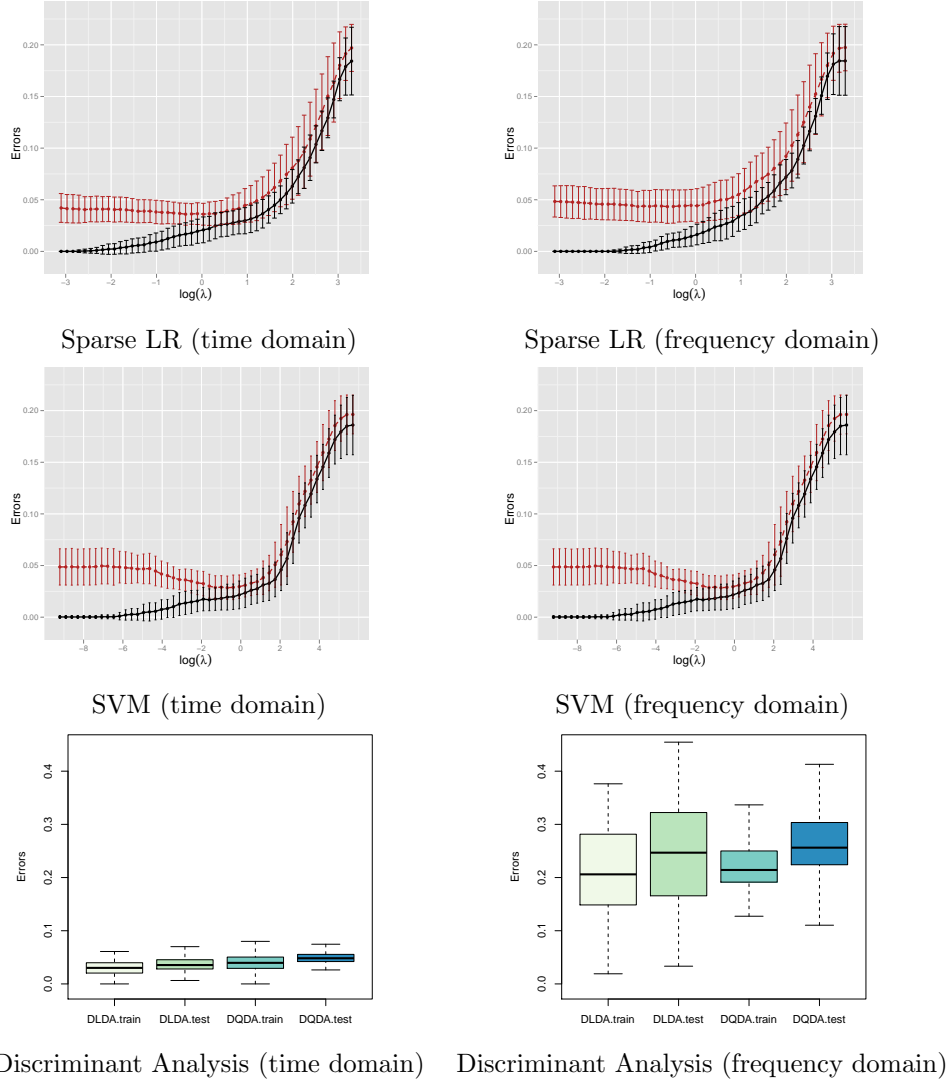 0.20
0.15
0.10
0.05
0.00
Errors
−3 −2 −1 0 1 2 3
log(λ)
Sparse LR (time domain)
0.20
0.15
0.10
0.05
0.00
Errors
−3 −2 −1 0 1 2 3
log(λ)
Sparse LR (frequency domain)
0.20
0.15
0.10
0.05
0.00
Errors
−8 −6 −4 −2 0 2 4
log(λ)
SVM (time domain)
0.20
0.15
0.10
0.05
0.00
Errors
−8 −6 −4 −2 0 2 4
log(λ)
SVM (frequency domain)
0.4
0.3
0.2
0.1
0.0
Errors
DLDA.train DLDA.test DQDA.train DQDA.test
Discriminant Analysis (time domain)
0.4
0.3
0.2
0.1
0.0
Errors
DLDA.train DLDA.test DQDA.train DQDA.test
Discriminant Analysis (frequency domain)